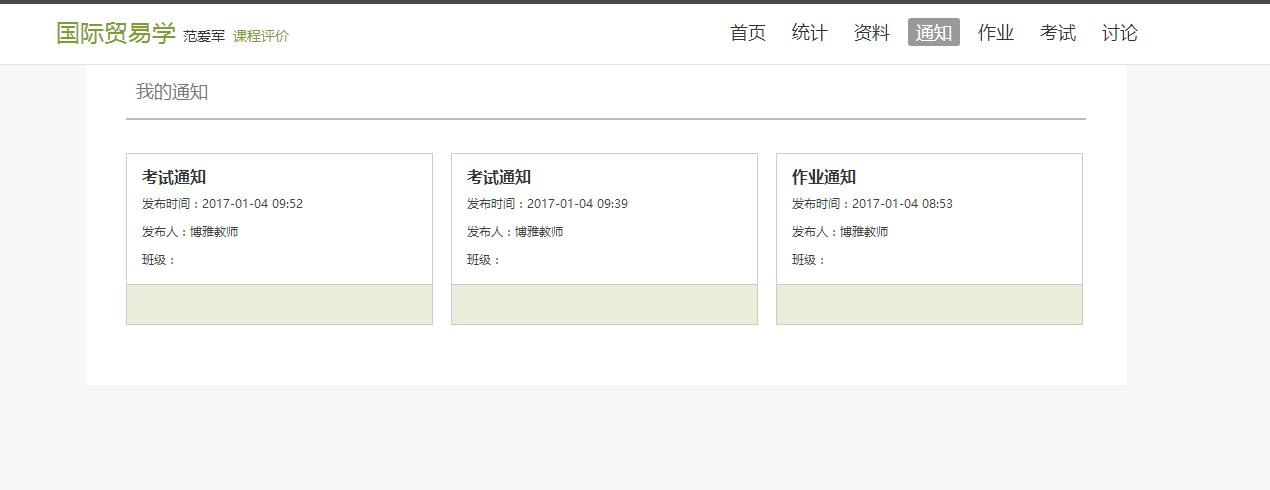 国际贸易学 范爱军 课程评价 首页 统计 资料 通知 作业 考试 讨论
我的通知
考试通知
发布时间：2017-01-04 09:52
发布人：博雅教师
班级：
考试通知
发布时间：2017-01-04 09:39
发布人：博雅教师
班级：
作业通知
发布时间：2017-01-04 08:53
发布人：博雅教师
班级：